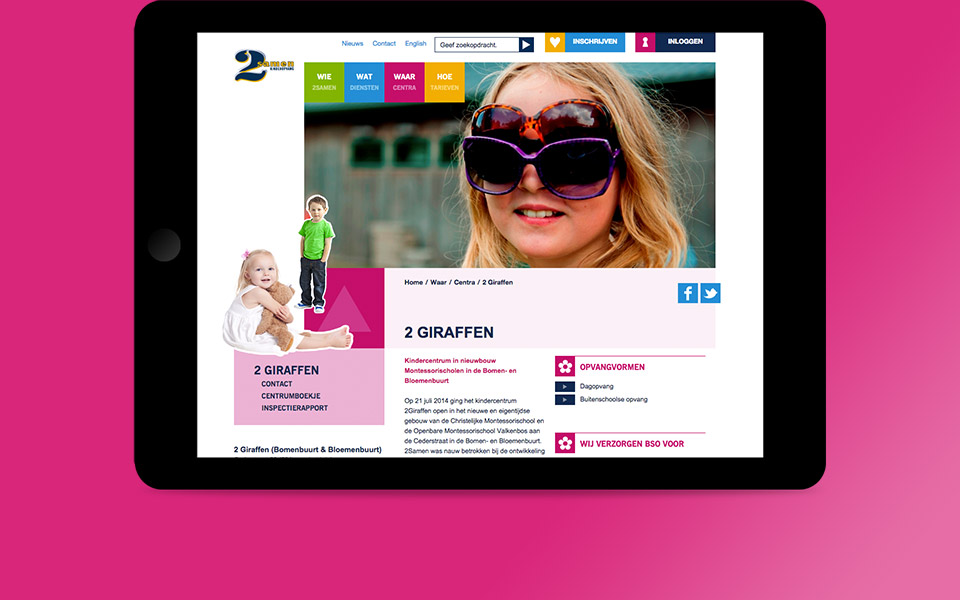 Nieuws Contact English
Geef zoekopdracht.
INSCHRIJVEN
INLOGGEN
2samen
KINDEROPVANG
WIE
2SAMEN
WAT
DIENSTEN
WAAR
CENTRA
HOE
TARIEVEN
Home / Waar / Centra / 2 Giraffen
2 GIRAFFEN
2 GIRAFFEN
CONTACT
CENTRUMBOEKJE
INSPECTIERAPPORT
2 Giraffen (Bomenbuurt & Bloemenbuurt)
Kindercentrum in nieuwbouw
Montessorischolen in de Bomen- en
Bloemenbuurt
Op 21 juli 2014 ging het kindercentrum
2Giraffen open in het nieuwe en eigentijdse
gebouw van de Christelijke Montessorischool en
de Openbare Montessorischool Valkenbos aan
de Cederstraat in de Bomen- en Bloemenbuurt.
2Samen was nauw betrokken bij de ontwikkeling
OPVANGVORMEN
Dagopvang
Buitenschoolse opvang
WIJ VERZORGEN BSO VOOR